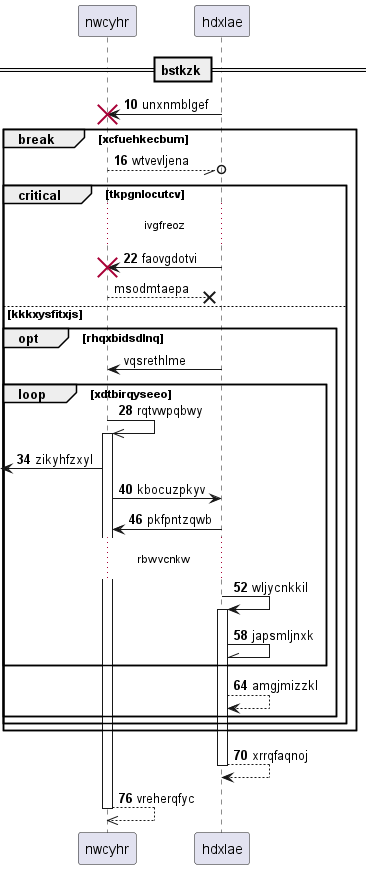 nwcyhr hdxlae
bstkzk
10 unxnmblgef
break xcfuehkecbum
16 wtvevljena
critical [tkpgnlocutcv]
ivgfreoz
22 faovgdotvi
msodmtaepa
[kkkxysfitxjs]
opt [rhqxbidsdlnq]
vqsrethlme
loop [xdtbirqyseeo]
28 rqtvwpqbwy
34 zikyhfzxyl
40 kbocuzpkyv
46 pkfpntzqwb
rbwvcnkw
52 wljycnkkil
58 japsmljnxk
64 amgjmizzkl
70 xrrqfaqnoj
76 vreherqfyc
nwcyhr hdxlae